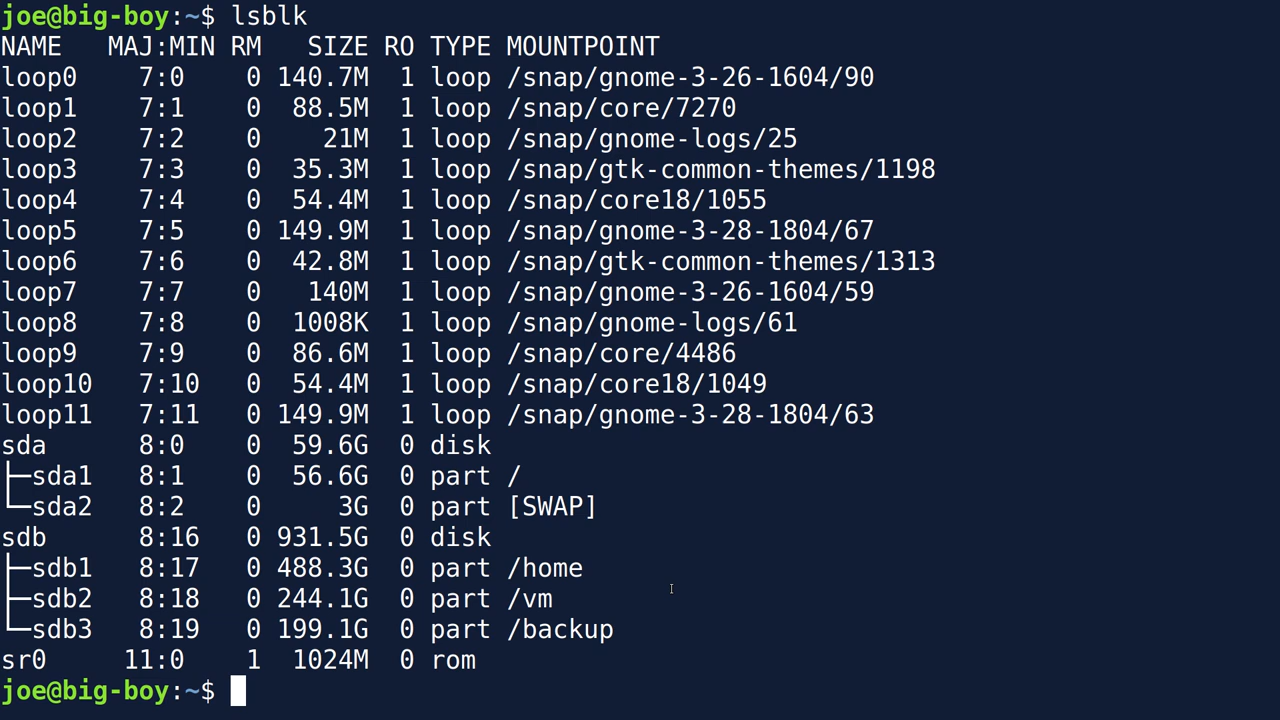 joe@big-boy:~$ lsblk
NAME   MAJ:MIN RM   SIZE RO TYPE MOUNTPOINT
loop0    7:0    0 140.7M  1 loop /snap/gnome-3-26-1604/90
loop1    7:1    0  88.5M  1 loop /snap/core/7270
loop2    7:2    0    21M  1 loop /snap/gnome-logs/25
loop3    7:3    0  35.3M  1 loop /snap/gtk-common-themes/1198
loop4    7:4    0  54.4M  1 loop /snap/core18/1055
loop5    7:5    0 149.9M  1 loop /snap/gnome-3-28-1804/67
loop6    7:6    0  42.8M  1 loop /snap/gtk-common-themes/1313
loop7    7:7    0   140M  1 loop /snap/gnome-3-26-1604/59
loop8    7:8    0  1008K  1 loop /snap/gnome-logs/61
loop9    7:9    0  86.6M  1 loop /snap/core/4486
loop10   7:10   0  54.4M  1 loop /snap/core18/1049
loop11   7:11   0 149.9M  1 loop /snap/gnome-3-28-1804/63
sda      8:0    0  59.6G  0 disk
├─sda1   8:1    0  56.6G  0 part /
└─sda2   8:2    0     3G  0 part [SWAP]
sdb      8:16   0 931.5G  0 disk
├─sdb1   8:17   0 488.3G  0 part /home
├─sdb2   8:18   0 244.1G  0 part /vm
└─sdb3   8:19   0 199.1G  0 part /backup
sr0     11:0    1  1024M  0 rom
joe@big-boy:~$